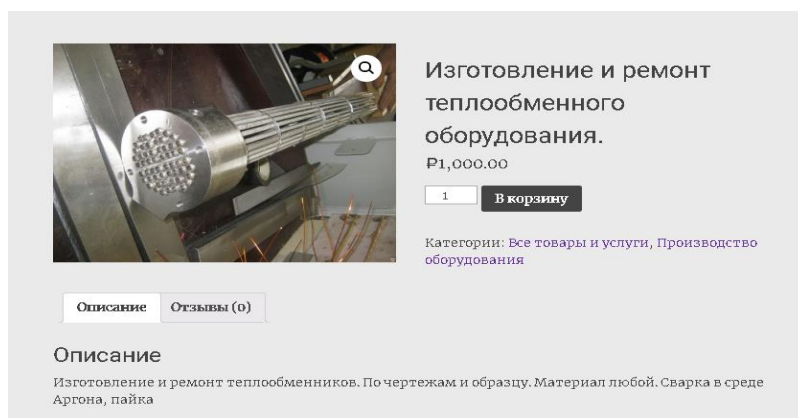 Изготовление и ремонт
теплообменного
оборудования.
₽1,000.00
1
В корзину
Категории: Все товары и услуги, Производство
оборудования
Описание
Отзывы (0)
Описание
Изготовление и ремонт теплообменников. По чертежам и образцу. Материал любой. Сварка в среде
Аргона, пайка